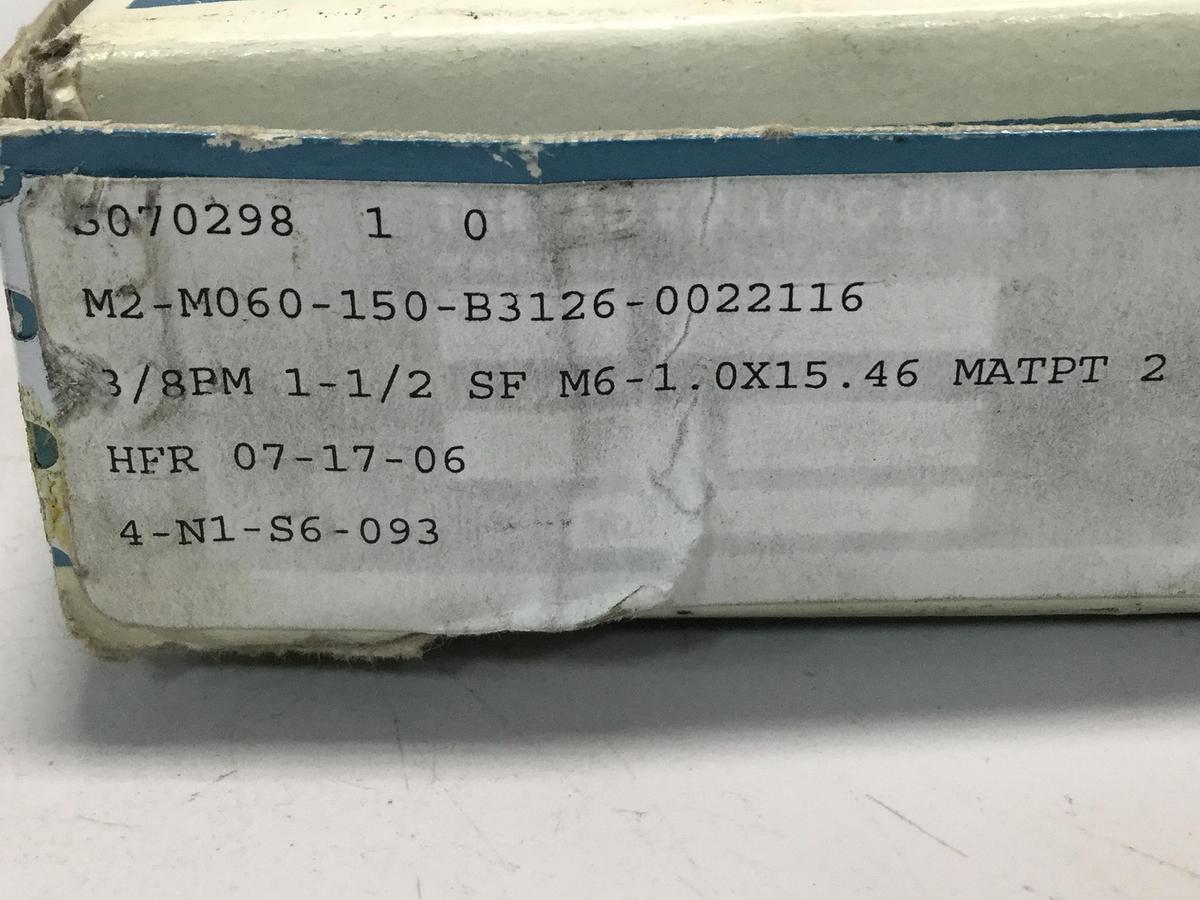 3070298 1 0
M2-M060-150-B3126-0022116
3/8PM 1-1/2 SF M6-1.0X15.46 MATPT 2
HFR 07-17-06
4-N1-S6-093